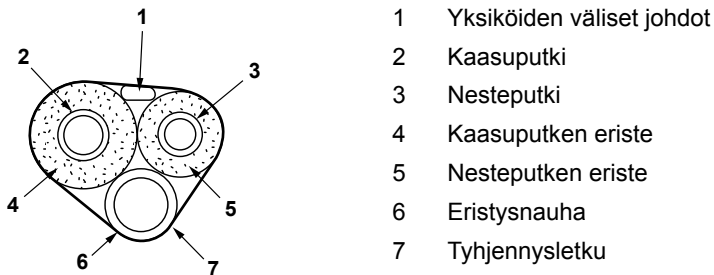 1
2
3
4
5
6
7
1 Yksiköiden väliset johdot
2 Kaasuputki
3 Nesteputki
4 Kaasuputken eriste
5 Nesteputken eriste
6 Eristysnauha
7 Tyhjennysletku